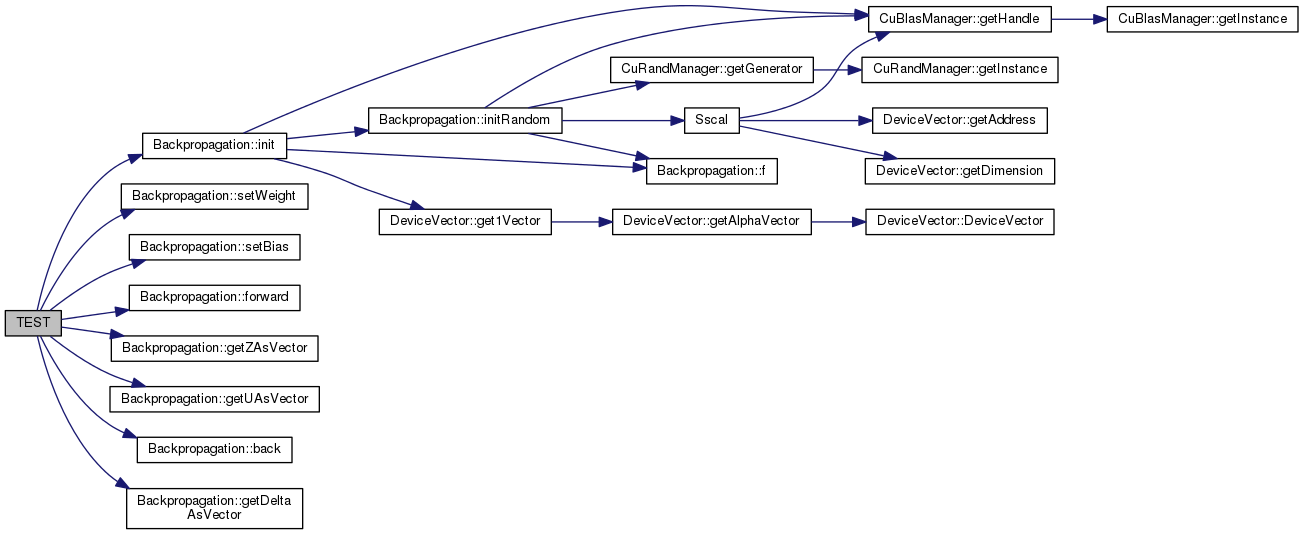 CuBlasManager::getHandle
CuBlasManager::getInstance
CuRandManager::getGenerator
CuRandManager::getInstance
Backpropagation::initRandom
Sscal
DeviceVector::getAddress
Backpropagation::init
Backpropagation::f
DeviceVector::getDimension
Backpropagation::setWeight
DeviceVector::get1Vector
DeviceVector::getAlphaVector
DeviceVector::DeviceVector
Backpropagation::setBias
Backpropagation::forward
TEST
Backpropagation::getZAsVector
Backpropagation::getUAsVector
Backpropagation::back
Backpropagation::getDelta
AsVector